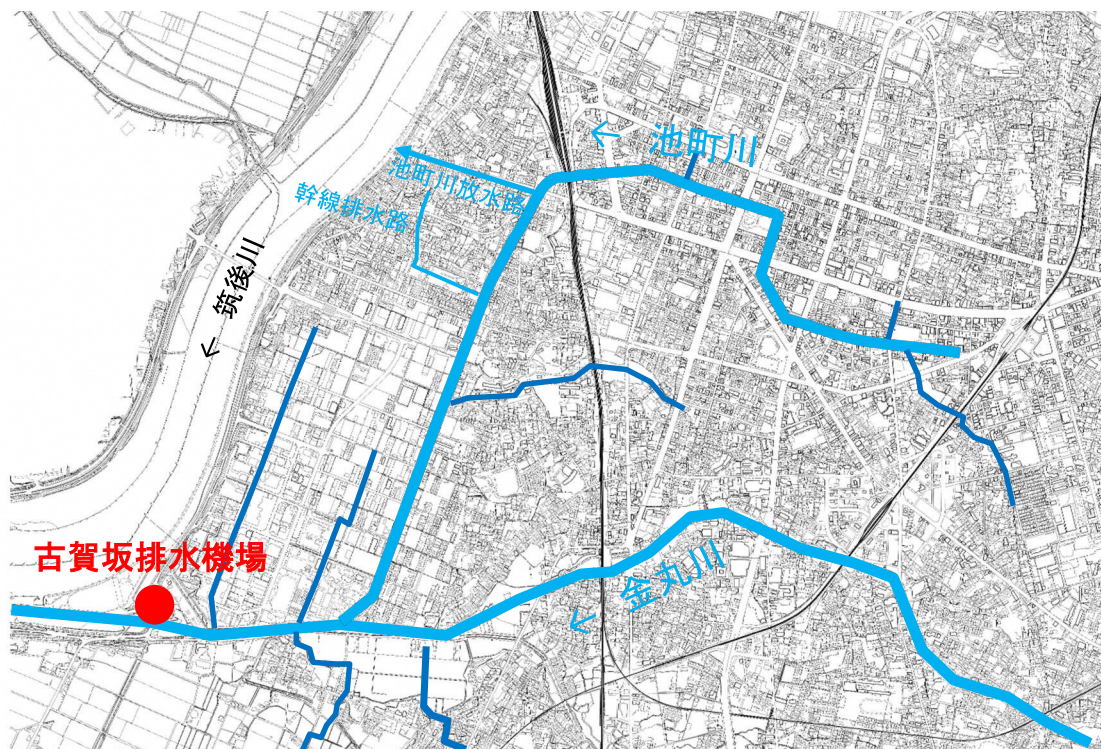 ← 池町川
池町川放水路
幹線排水路
← 筑後川
古賀坂排水機場
← 金丸川